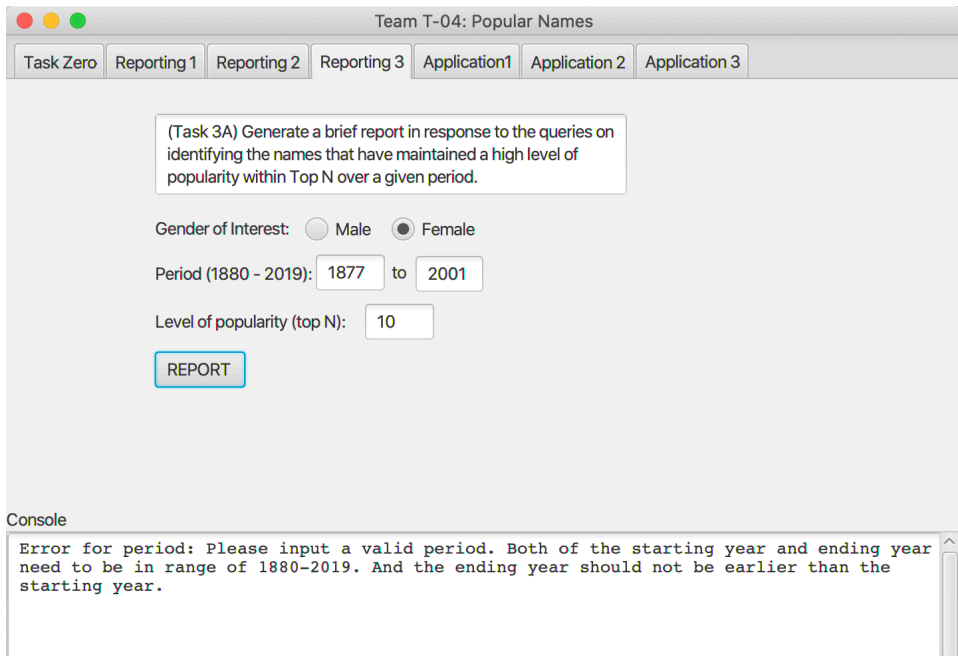 Team T-04: Popular Names
Task Zero Reporting 1 Reporting 2 Reporting 3 Application1 Application 2 Application 3
(Task 3A) Generate a brief report in response to the queries on
identifying the names that have maintained a high level of
popularity within Top N over a given period.
Gender of Interest: Male Female
Period (1880 - 2019): 1877 to 2001
Level of popularity (top N): 10
REPORT
Console
Error for period: Please input a valid period. Both of the starting year and ending year
need to be in range of 1880-2019. And the ending year should not be earlier than the
starting year.